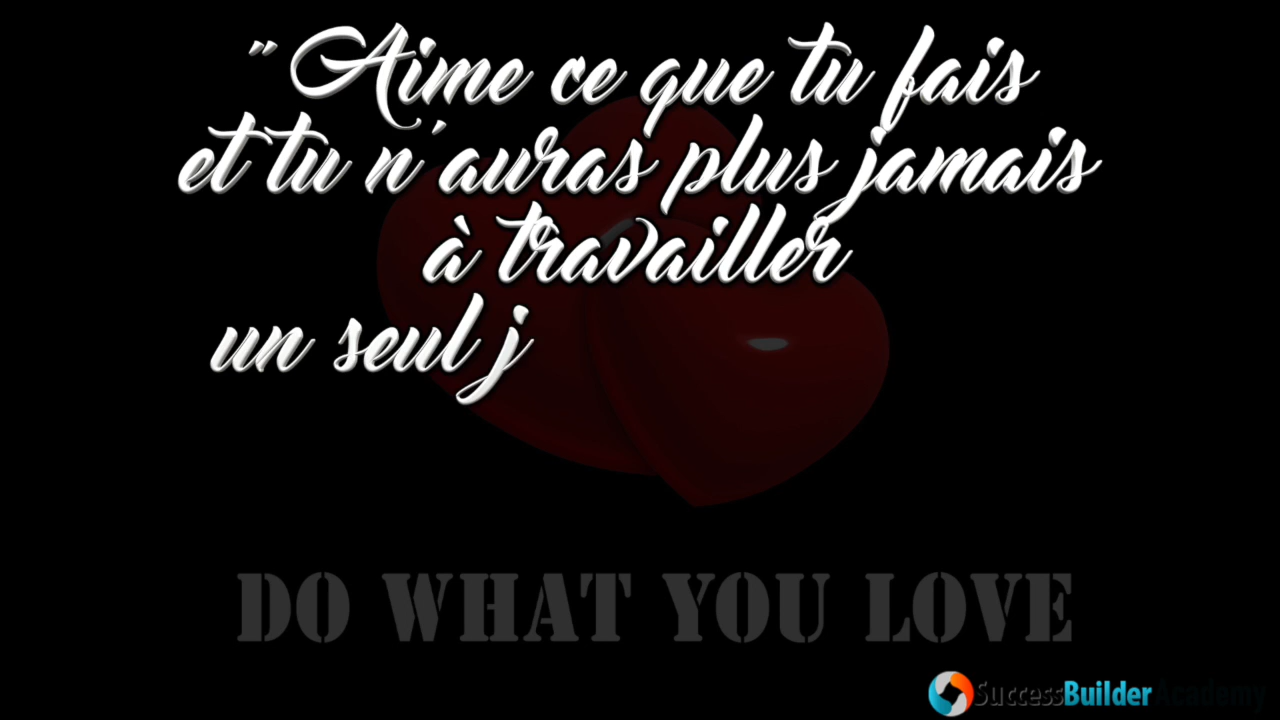 " Aime ce que tu fais
et tu n'auras plus jamais
à travailler
un seul j
DO WHAT YOU LOVE
SuccessBuilderAcademy